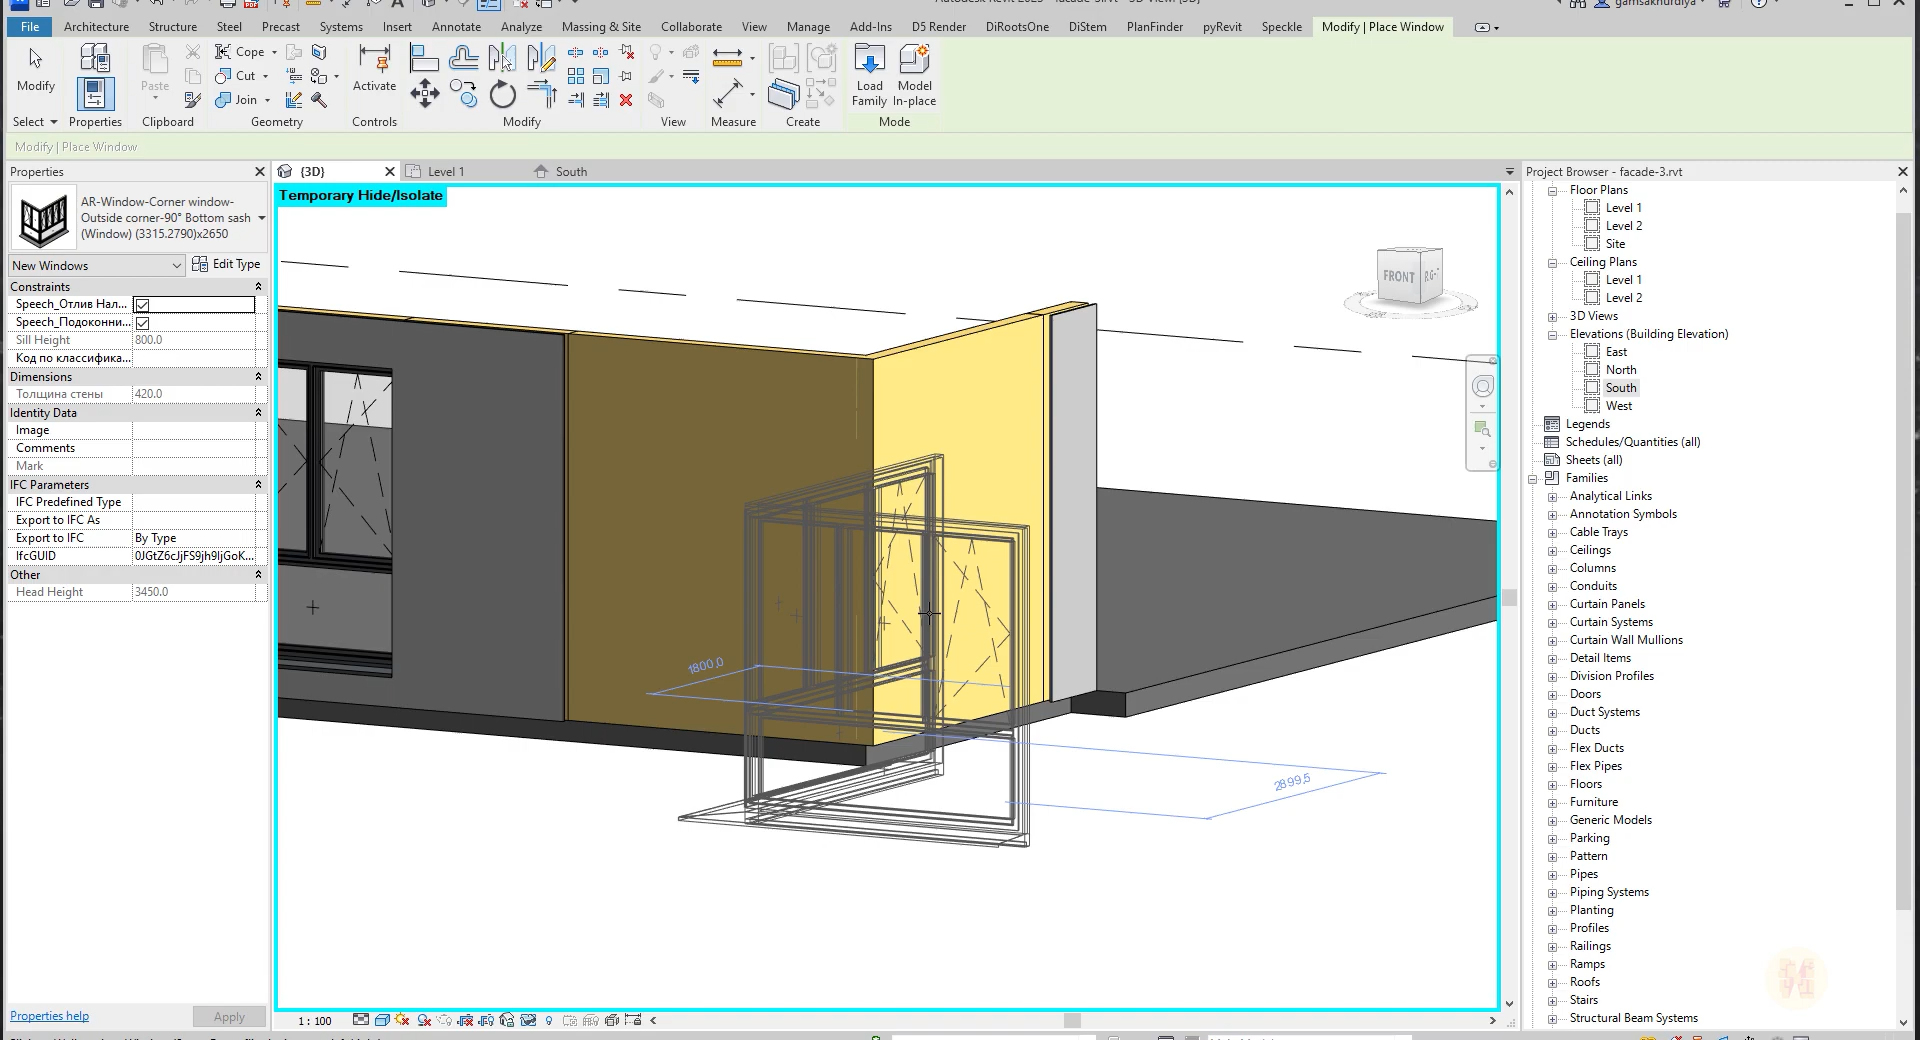 gamsakhurdiya
File Architecture Structure Steel Precast Systems Insert Annotate Analyze Massing & Site Collaborate View Manage Add-Ins D5 Render DiRootsOne DiStem PlanFinder pyRevit Speckle Modify | Place Window
Modify Paste Cope Cut Join Activate Load Family Model In-place
Select Properties Clipboard Geometry Controls Modify View Measure Create Mode
Modify | Place Window
Properties
AR-Window-Corner window-
Outside corner-90° Bottom sash
(Window) (3315.2790)x2650
New Windows Edit Type
Constraints
Speech_Отлив Нал...
Speech_Подоконни...
Sill Height 800.0
Код по классифика...
Dimensions
Толщина стены 420.0
Identity Data
Image
Comments
Mark
IFC Parameters
IFC Predefined Type
Export to IFC As
Export to IFC By Type
IfcGUID 0JGtZ6cJjFS9jh9IjGoK...
Other
Head Height 3450.0
Properties help Apply
{3D} Level 1 South
Temporary Hide/Isolate
FRONT
1800,0
2899,5
1 : 100
Project Browser - facade-3.rvt
Floor Plans
Level 1
Level 2
Site
Ceiling Plans
Level 1
Level 2
3D Views
Elevations (Building Elevation)
East
North
South
West
Legends
Schedules/Quantities (all)
Sheets (all)
Families
Analytical Links
Annotation Symbols
Cable Trays
Ceilings
Columns
Conduits
Curtain Panels
Curtain Systems
Curtain Wall Mullions
Detail Items
Division Profiles
Doors
Duct Systems
Ducts
Flex Ducts
Flex Pipes
Floors
Furniture
Generic Models
Parking
Pattern
Pipes
Piping Systems
Planting
Profiles
Railings
Ramps
Roofs
Stairs
Structural Beam Systems